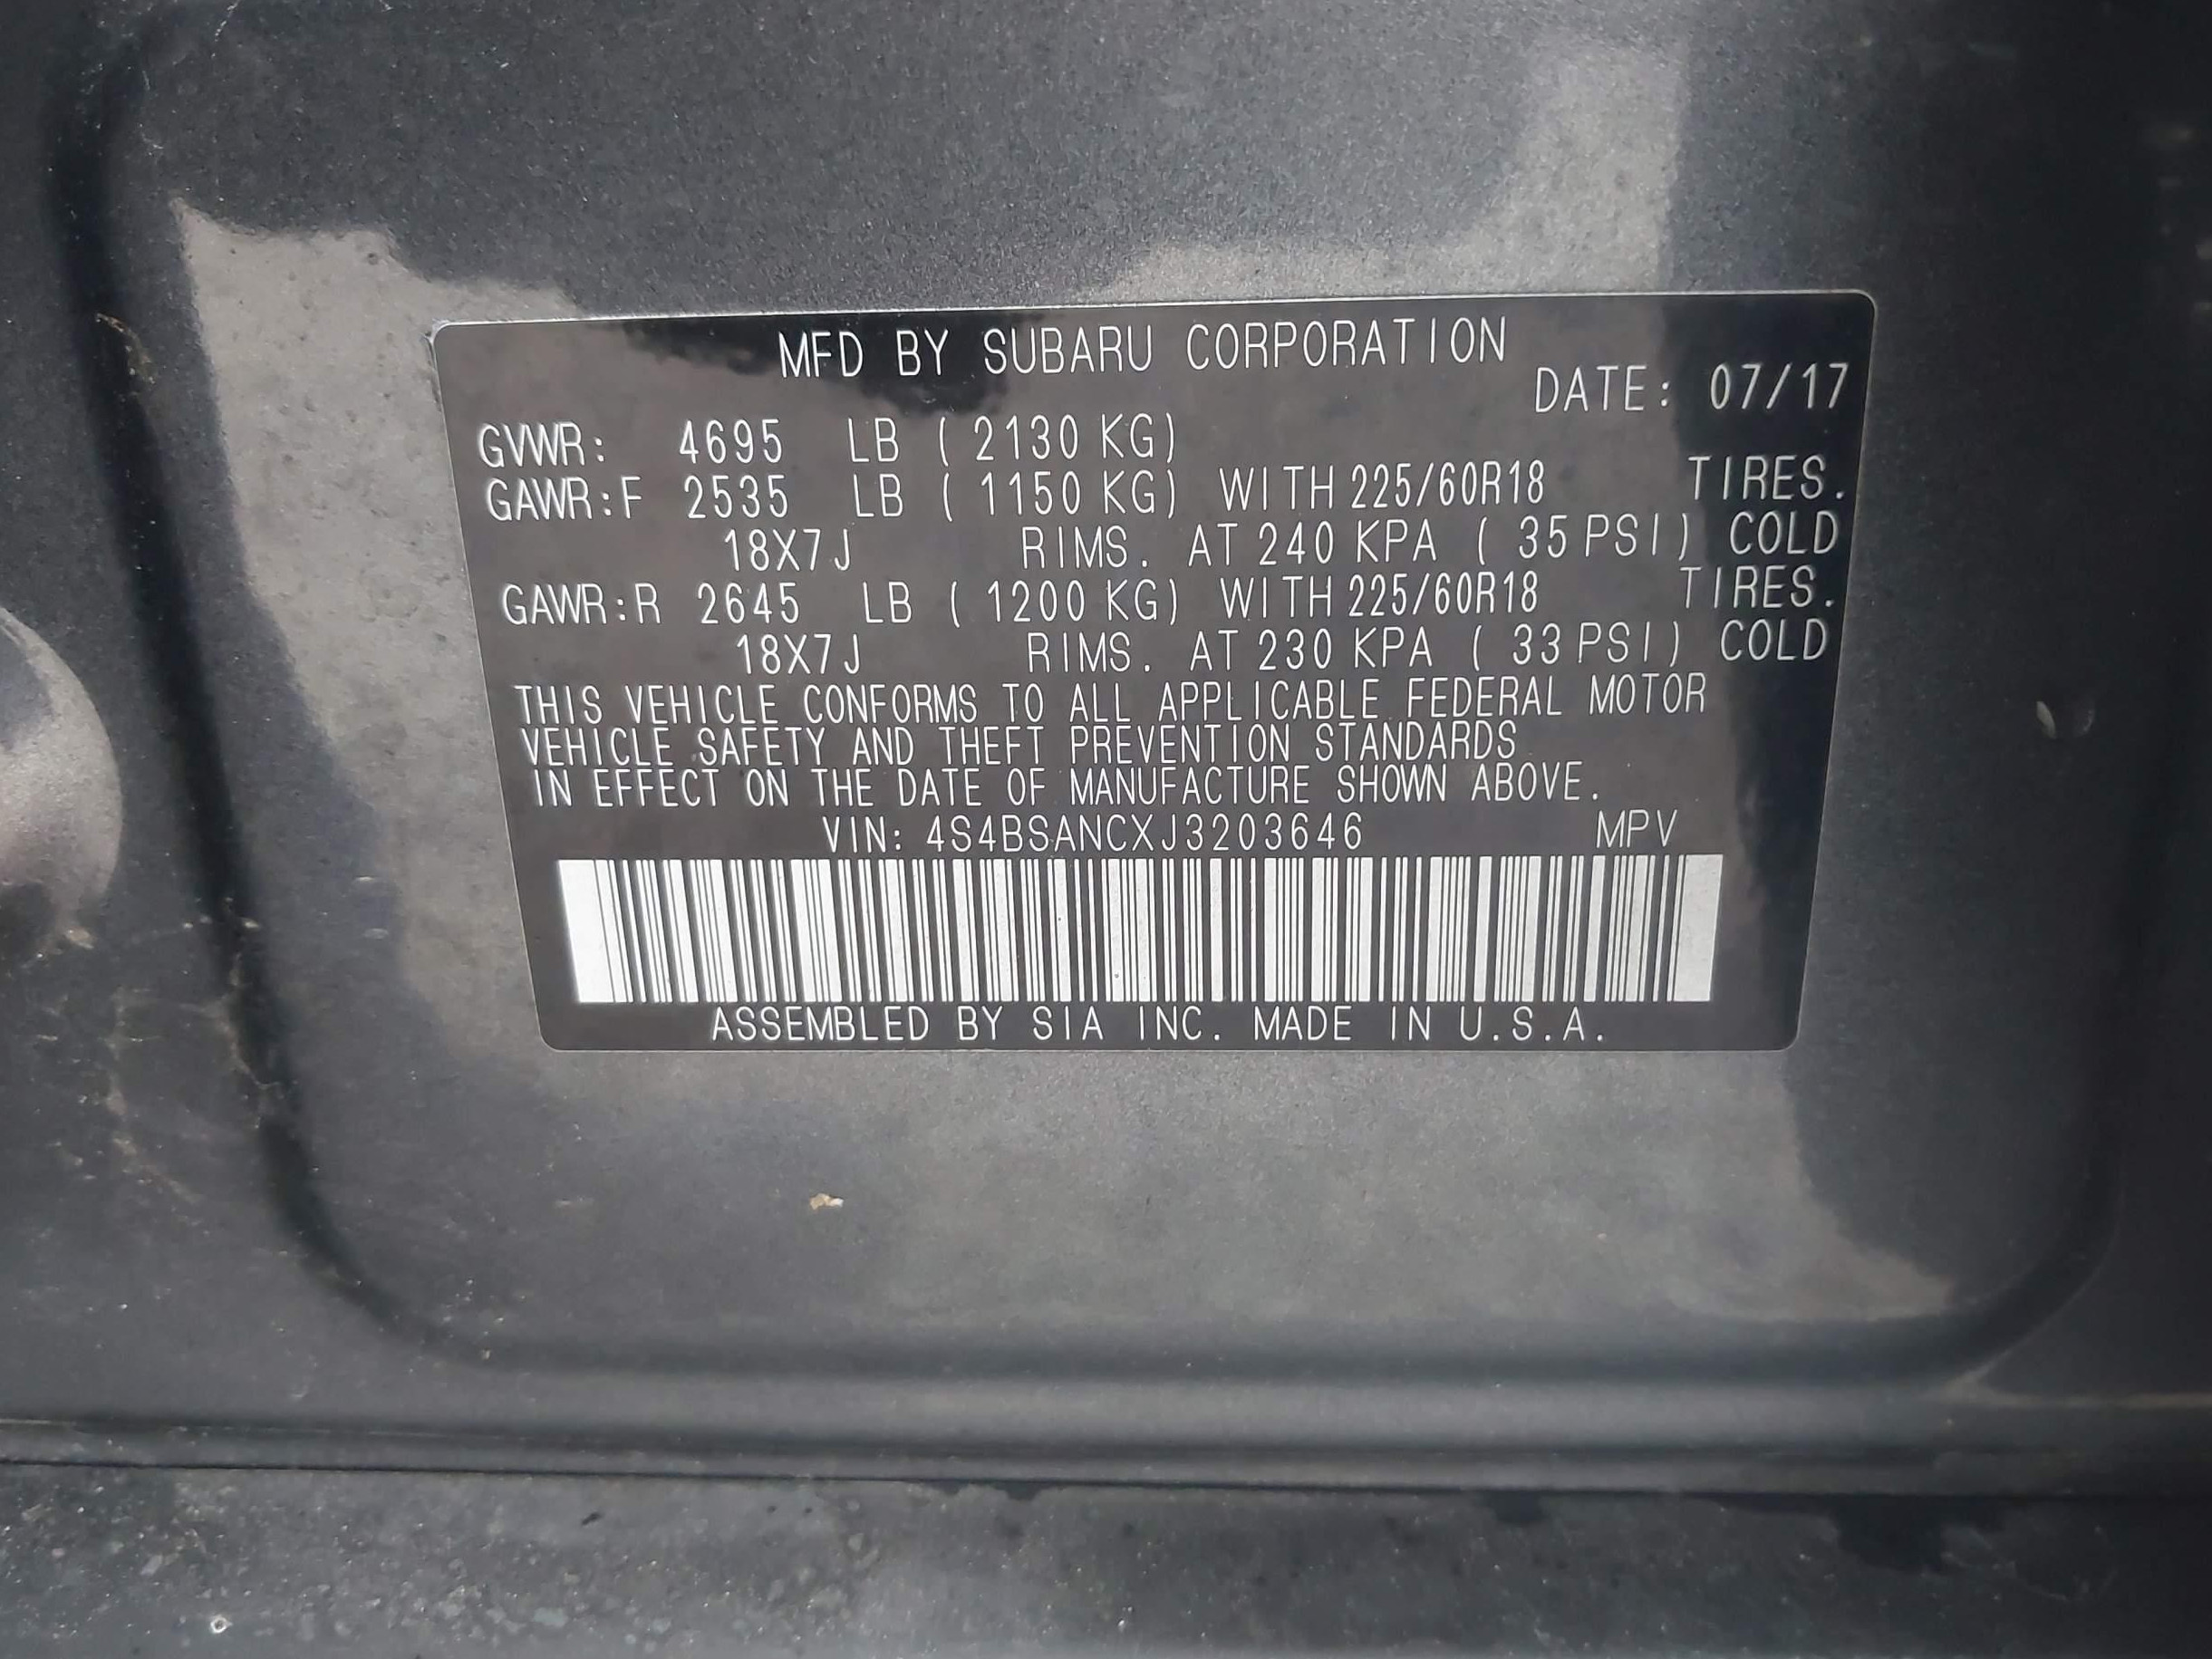 MFD BY SUBARU CORPORATION
DATE: 07/17
GVWR: 4695 LB ( 2130 KG)
GAWR:F 2535 LB ( 1150 KG) WITH 225/60R18 TIRES.
18X7J RIMS. AT 240 KPA ( 35 PSI) COLD
GAWR:R 2645 LB ( 1200 KG) WITH 225/60R18 TIRES.
18X7J RIMS. AT 230 KPA ( 33 PSI) COLD
THIS VEHICLE CONFORMS TO ALL APPLICABLE FEDERAL MOTOR
VEHICLE SAFETY AND THEFT PREVENTION STANDARDS
IN EFFECT ON THE DATE OF MANUFACTURE SHOWN ABOVE.
VIN: 4S4BSANCXJ3203646 MPV
ASSEMBLED BY SIA INC. MADE IN U.S.A.